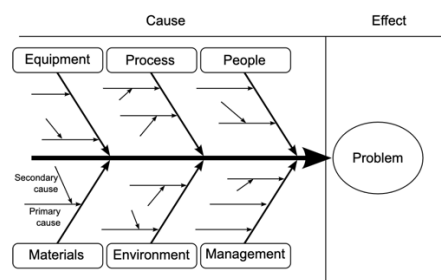 Cause
Effect
Equipment
Process
People
Problem
Secondary
cause
Primary
cause
Materials
Environment
Management